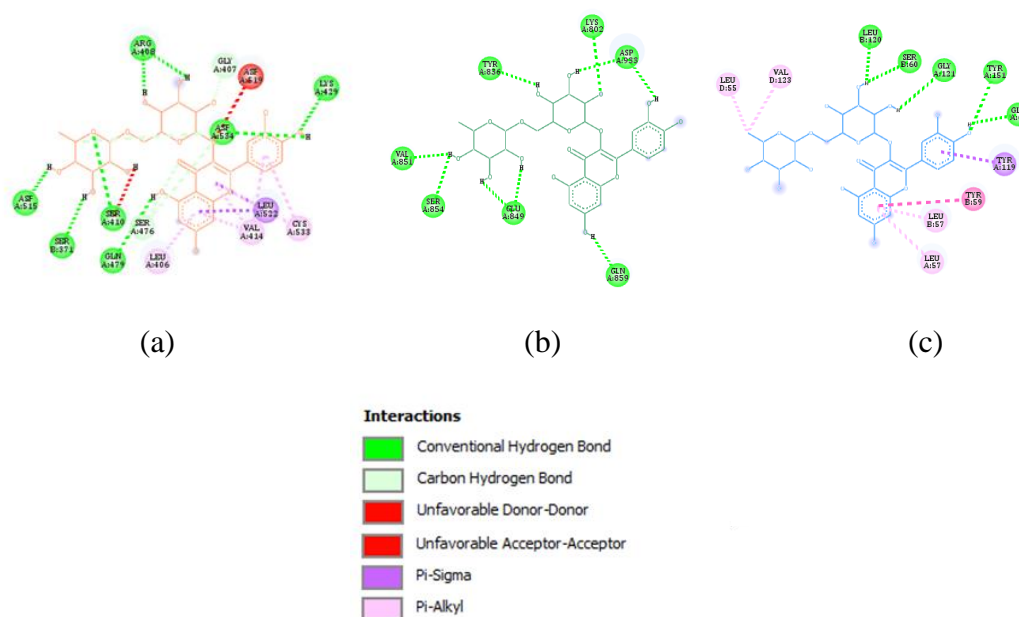 ARG
A:408
GLY
A:407
ASP
A:519
LYS
A:429
ASP
A:534
ASP
A:515
SER
A:410
SER
A:476
LEU
A:522
VAL
A:414
CYS
A:533
SER
B:371
GLN
A:479
LEU
A:406
(a)
LYS
A:802
TYR
A:836
ASP
A:953
VAL
A:851
SER
A:854
GLU
A:849
GLN
A:859
(b)
LEU
B:120
SER
B:60
GLY
A:121
TYR
A:151
LEU
D:55
VAL
D:123
TYR
A:119
TYR
B:59
LEU
B:57
LEU
A:57
(c)
Interactions
Conventional Hydrogen Bond
Carbon Hydrogen Bond
Unfavorable Donor-Donor
Unfavorable Acceptor-Acceptor
Pi-Sigma
Pi-Alkyl